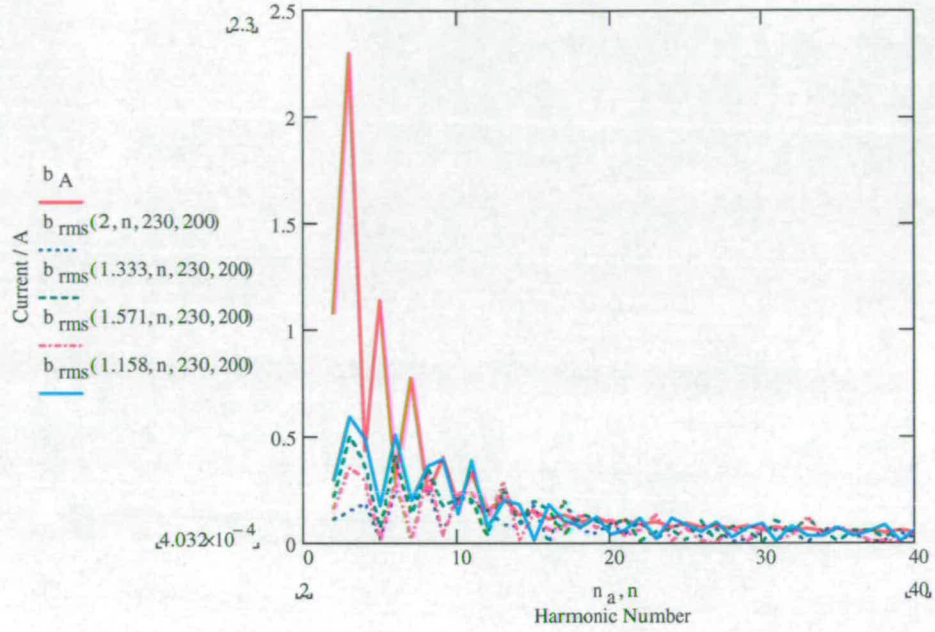 2.3
2.5
2
1.5
1
0.5
0
Current / A
b A
b rms(2, n, 230, 200)
b rms(1.333, n, 230, 200)
b rms(1.571, n, 230, 200)
b rms(1.158, n, 230, 200)
4.032×10⁻⁴
0 10 20 30 40
2 n a, n 40
Harmonic Number